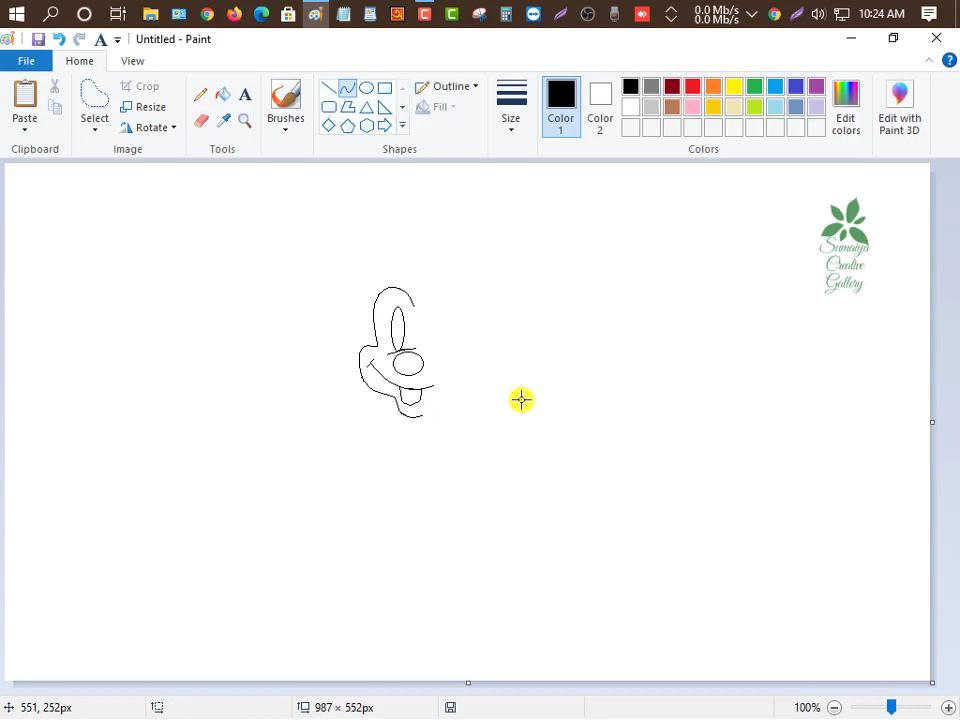 0.0 Mb/s
0.0 Mb/s
10:24 AM
Untitled - Paint
File
Home
View
Paste
Clipboard
Select
Crop
Resize
Rotate
Image
Tools
Brushes
Outline
Fill
Shapes
Size
Color
1
Color
2
Edit
colors
Edit with
Paint 3D
Colors
Sumaiya
Creative
Gallery
551, 252px
987 × 552px
100%